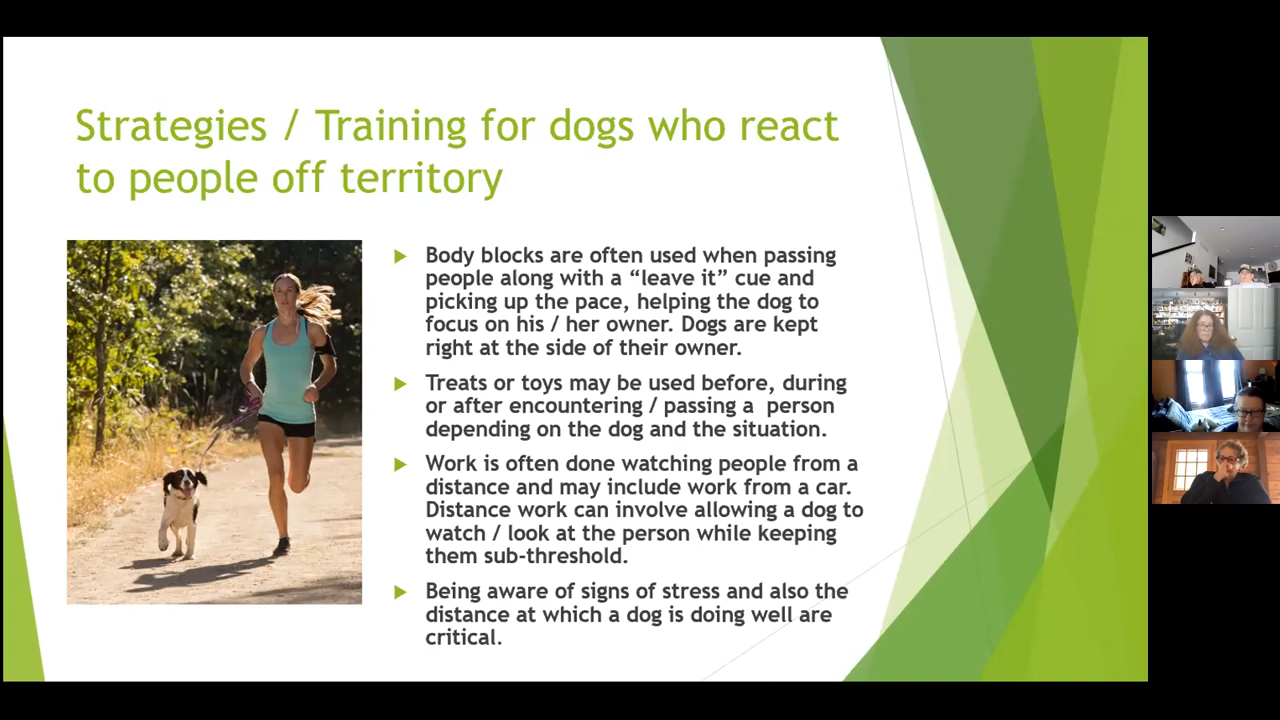 Strategies / Training for dogs who react
to people off territory
Body blocks are often used when passing
people along with a “leave it” cue and
picking up the pace, helping the dog to
focus on his / her owner. Dogs are kept
right at the side of their owner.
Treats or toys may be used before, during
or after encountering / passing a  person
depending on the dog and the situation.
Work is often done watching people from a
distance and may include work from a car.
Distance work can involve allowing a dog to
watch / look at the person while keeping
them sub-threshold.
Being aware of signs of stress and also the
distance at which a dog is doing well are
critical.